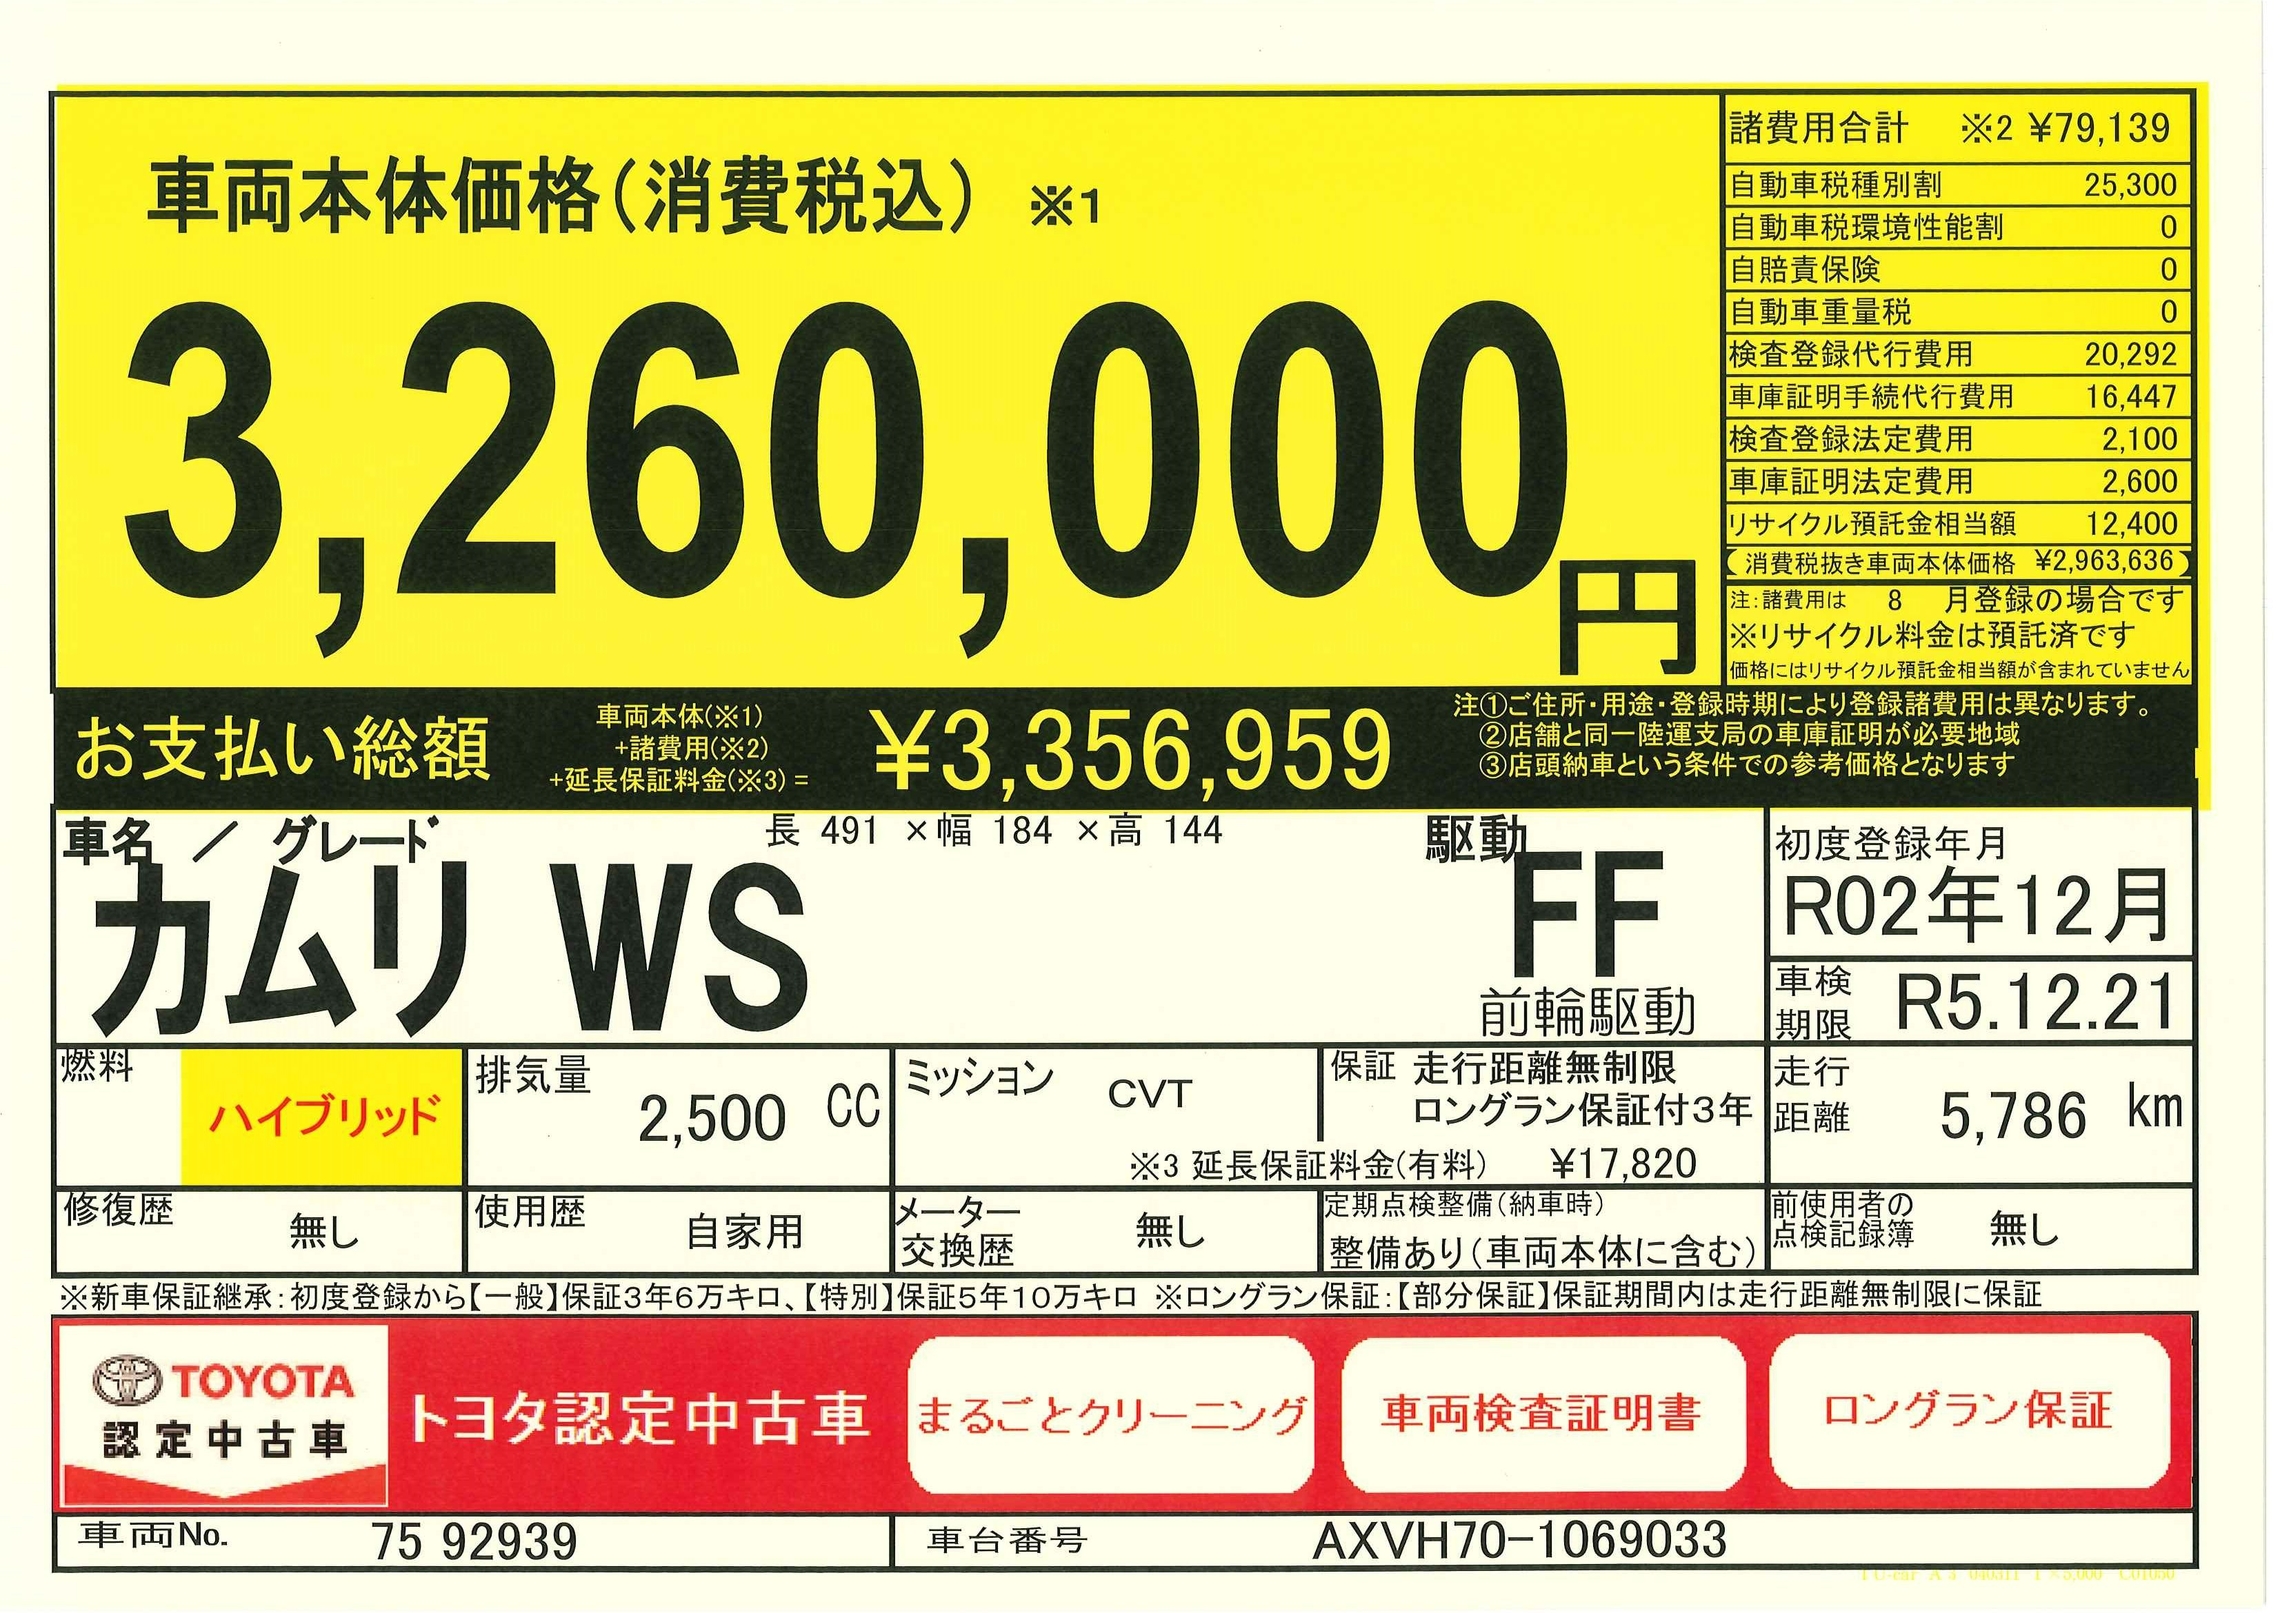 車両本体価格(消費税込) ※1
3,260,000円
諸費用合計 ※2 ¥79,139
自動車税種別割 25,300
自動車税環境性能割 0
自賠責保険 0
自動車重量税 0
検査登録代行費用 20,292
車庫証明手続代行費用 16,447
検査登録法定費用 2,100
車庫証明法定費用 2,600
リサイクル預託金相当額 12,400
(消費税抜き車両本体価格 ¥2,963,636)
注:諸費用は 8 月登録の場合です
※リサイクル料金は預託済です
価格にはリサイクル預託金相当額が含まれていません
お支払い総額
車両本体(※1)
+諸費用(※2)
+延長保証料金(※3) =
¥3,356,959
注①ご住所・用途・登録時期により登録諸費用は異なります。
②店舗と同一陸運支局の車庫証明が必要地域
③店頭納車という条件での参考価格となります
車名 / グレード
長 491 ×幅 184 ×高 144
カムリ WS
駆動
FF
前輪駆動
初度登録年月
R02年12月
車検
期限
R5.12.21
燃料
ハイブリッド
排気量
2,500 CC
ミッション
CVT
保証 走行距離無制限
ロングラン保証付3年
※3 延長保証料金(有料) ¥17,820
走行
距離
5,786 km
修復歴
無し
使用歴
自家用
メーター
交換歴
無し
定期点検整備(納車時)
整備あり(車両本体に含む)
前使用者の
点検記録簿
無し
※新車保証継承:初度登録から【一般】保証3年6万キロ、【特別】保証5年10万キロ ※ロングラン保証:【部分保証】保証期間内は走行距離無制限に保証
TOYOTA
認定中古車
トヨタ認定中古車
まるごとクリーニング
車両検査証明書
ロングラン保証
車両No. 75 92939
車台番号 AXVH70-1069033